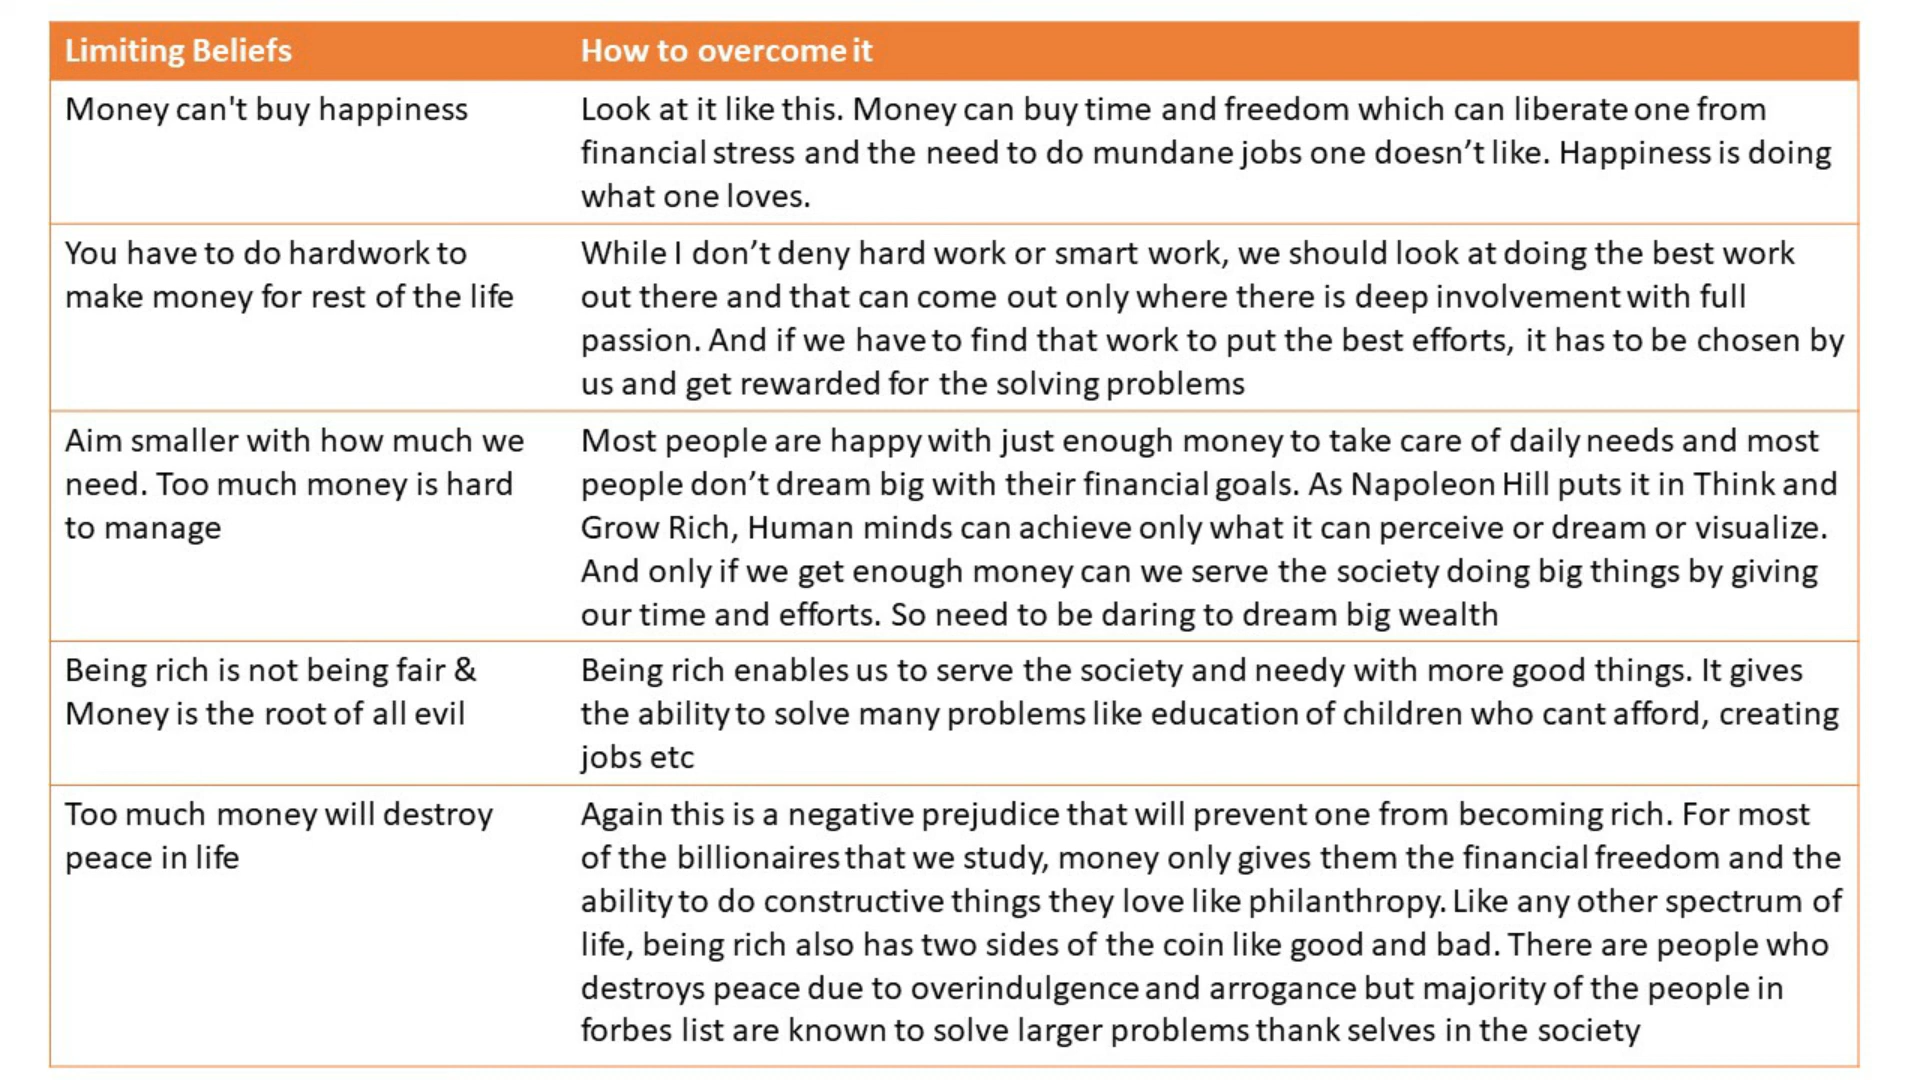 Limiting Beliefs
How to overcome it
Money can't buy happiness
Look at it like this. Money can buy time and freedom which can liberate one from
financial stress and the need to do mundane jobs one doesn’t like. Happiness is doing
what one loves.
You have to do hardwork to
make money for rest of the life
While I don’t deny hard work or smart work, we should look at doing the best work
out there and that can come out only where there is deep involvement with full
passion. And if we have to find that work to put the best efforts, it has to be chosen by
us and get rewarded for the solving problems
Aim smaller with how much we
need. Too much money is hard
to manage
Most people are happy with just enough money to take care of daily needs and most
people don’t dream big with their financial goals. As Napoleon Hill puts it in Think and
Grow Rich, Human minds can achieve only what it can perceive or dream or visualize.
And only if we get enough money can we serve the society doing big things by giving
our time and efforts. So need to be daring to dream big wealth
Being rich is not being fair &
Money is the root of all evil
Being rich enables us to serve the society and needy with more good things. It gives
the ability to solve many problems like education of children who cant afford, creating
jobs etc
Too much money will destroy
peace in life
Again this is a negative prejudice that will prevent one from becoming rich. For most
of the billionaires that we study, money only gives them the financial freedom and the
ability to do constructive things they love like philanthropy. Like any other spectrum of
life, being rich also has two sides of the coin like good and bad. There are people who
destroys peace due to overindulgence and arrogance but majority of the people in
forbes list are known to solve larger problems thank selves in the society